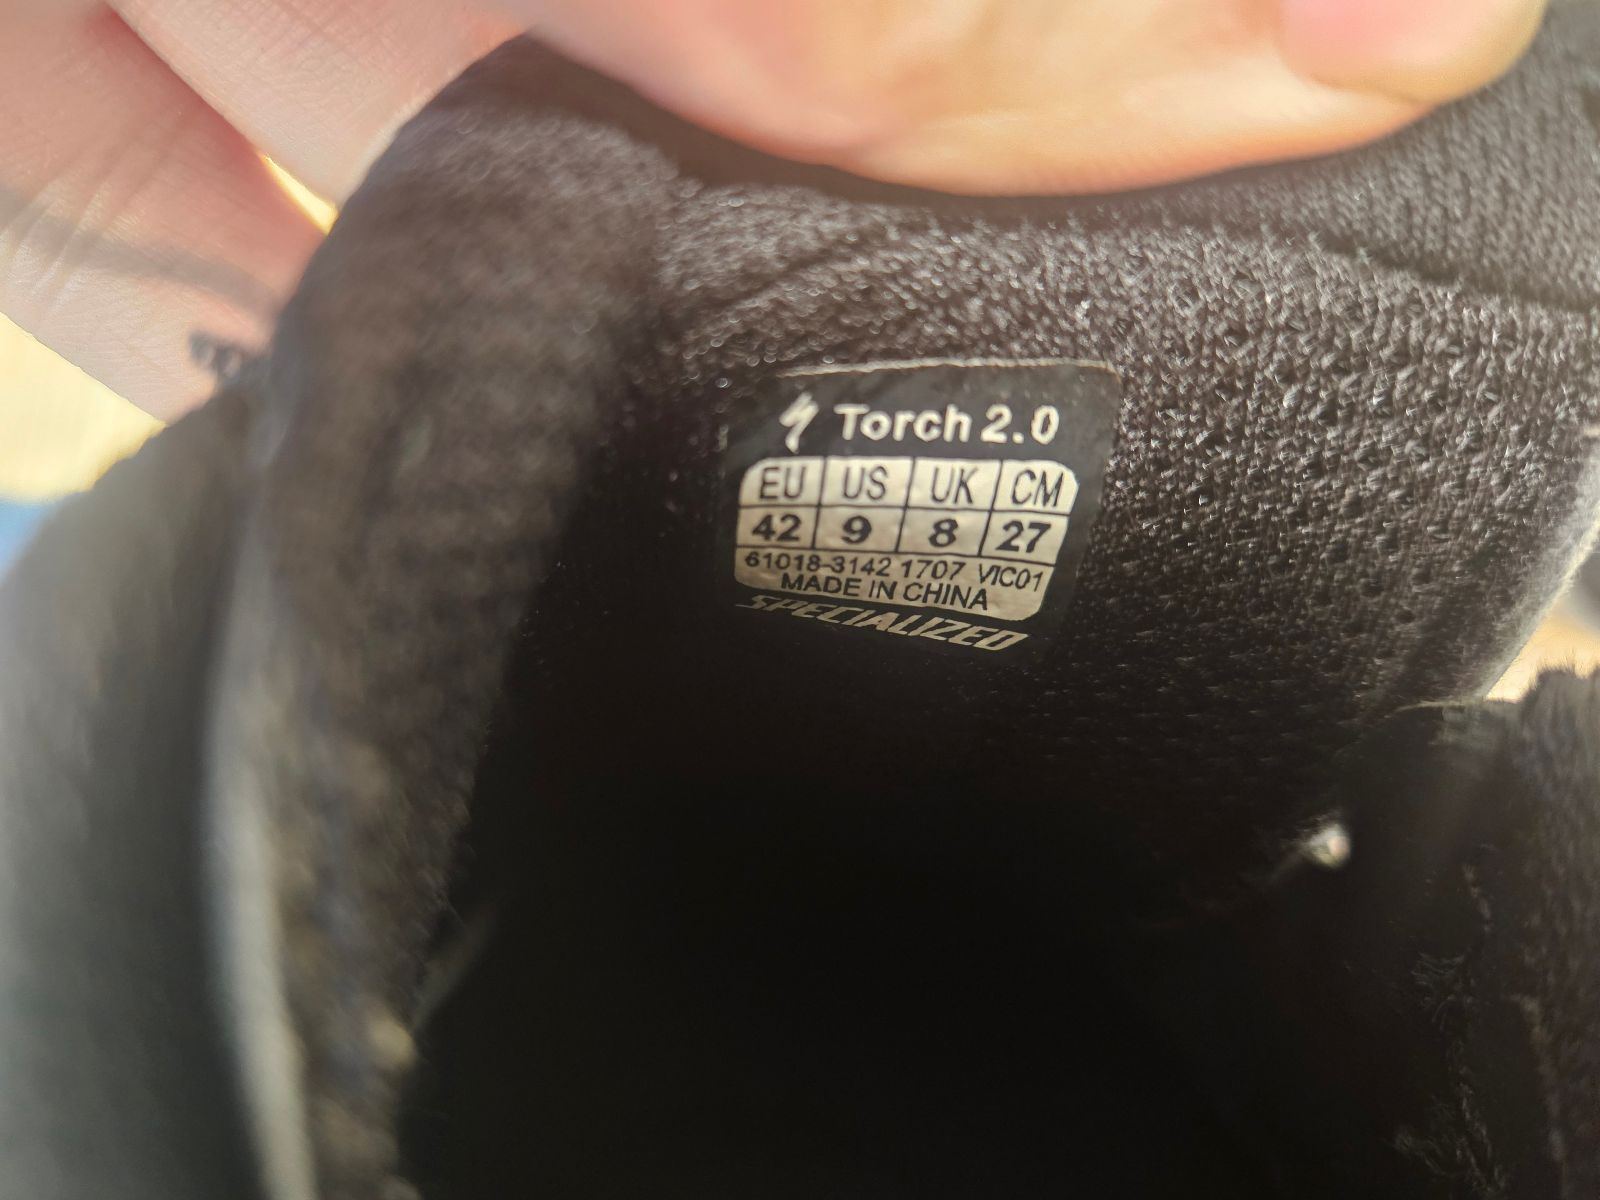 Torch 2.0
EU US UK CM
42 9 8 27
61018-3142 1707 VIC01
MADE IN CHINA
SPECIALIZED